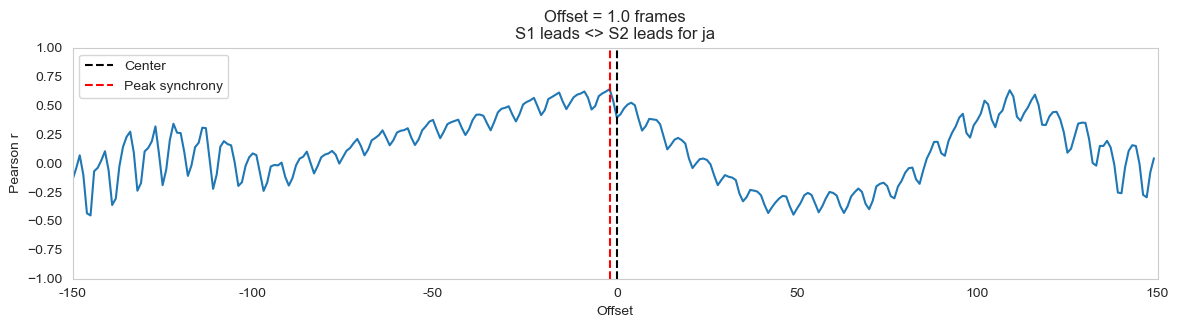 Offset = 1.0 frames
S1 leads <> S2 leads for ja
Center
Peak synchrony
Pearson r
1.00
0.75
0.50
0.25
0.00
−0.25
−0.50
−0.75
−1.00
-150
-100
-50
0
50
100
150
Offset